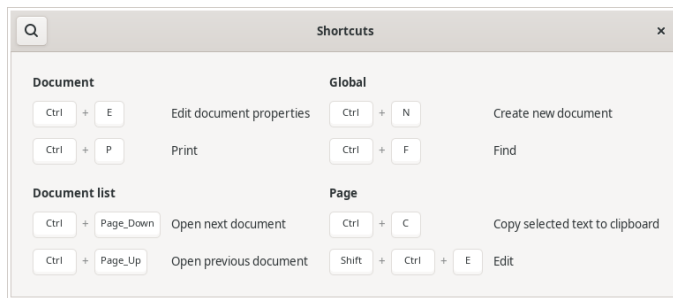 Shortcuts
Document
Ctrl + E Edit document properties
Ctrl + P Print
Document list
Ctrl + Page_Down Open next document
Ctrl + Page_Up Open previous document
Global
Ctrl + N Create new document
Ctrl + F Find
Page
Ctrl + C Copy selected text to clipboard
Shift + Ctrl + E Edit